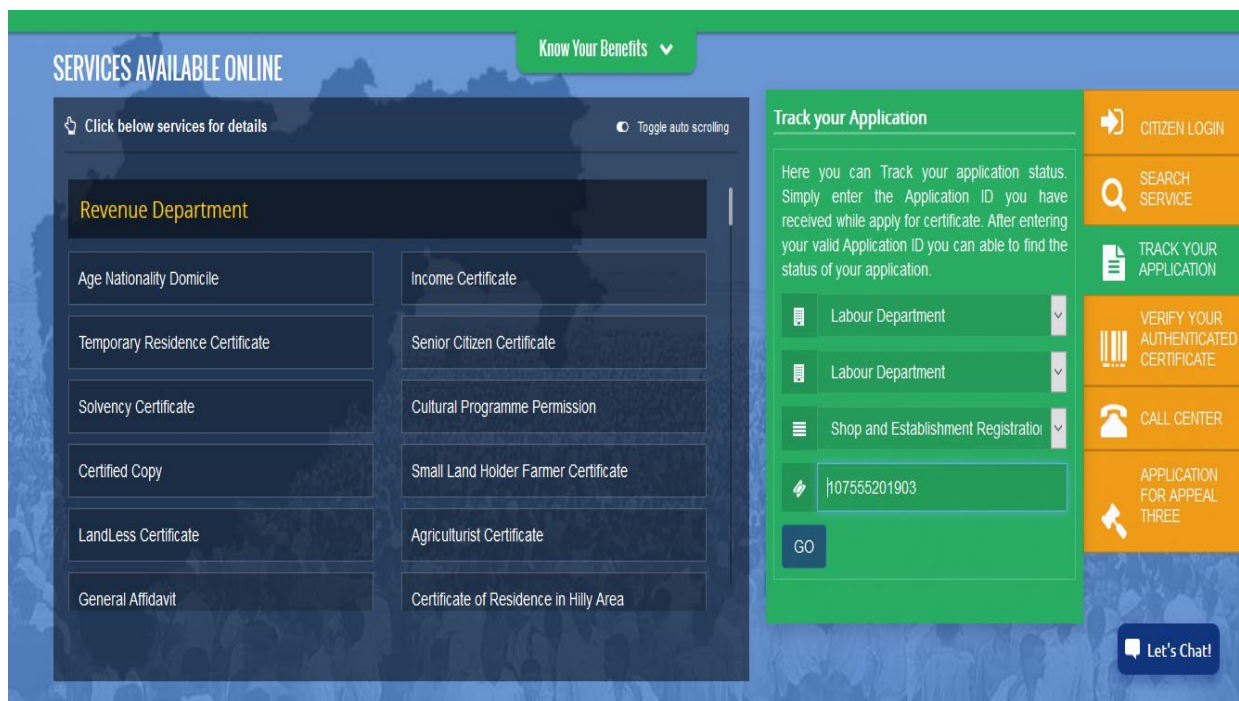 Know Your Benefits
SERVICES AVAILABLE ONLINE
Click below services for details
Toggle auto scrolling
Revenue Department
Age Nationality Domicile
Income Certificate
Temporary Residence Certificate
Senior Citizen Certificate
Solvency Certificate
Cultural Programme Permission
Certified Copy
Small Land Holder Farmer Certificate
LandLess Certificate
Agriculturist Certificate
General Affidavit
Certificate of Residence in Hilly Area
Track your Application
Here you can Track your application status.
Simply enter the Application ID you have
received while apply for certificate. After entering
your valid Application ID you can able to find the
status of your application.
Labour Department
Labour Department
Shop and Establishment Registratio
107555201903
GO
CITIZEN LOGIN
SEARCH
SERVICE
TRACK YOUR
APPLICATION
VERIFY YOUR
AUTHENTICATED
CERTIFICATE
CALL CENTER
APPLICATION
FOR APPEAL
THREE
Let's Chat!